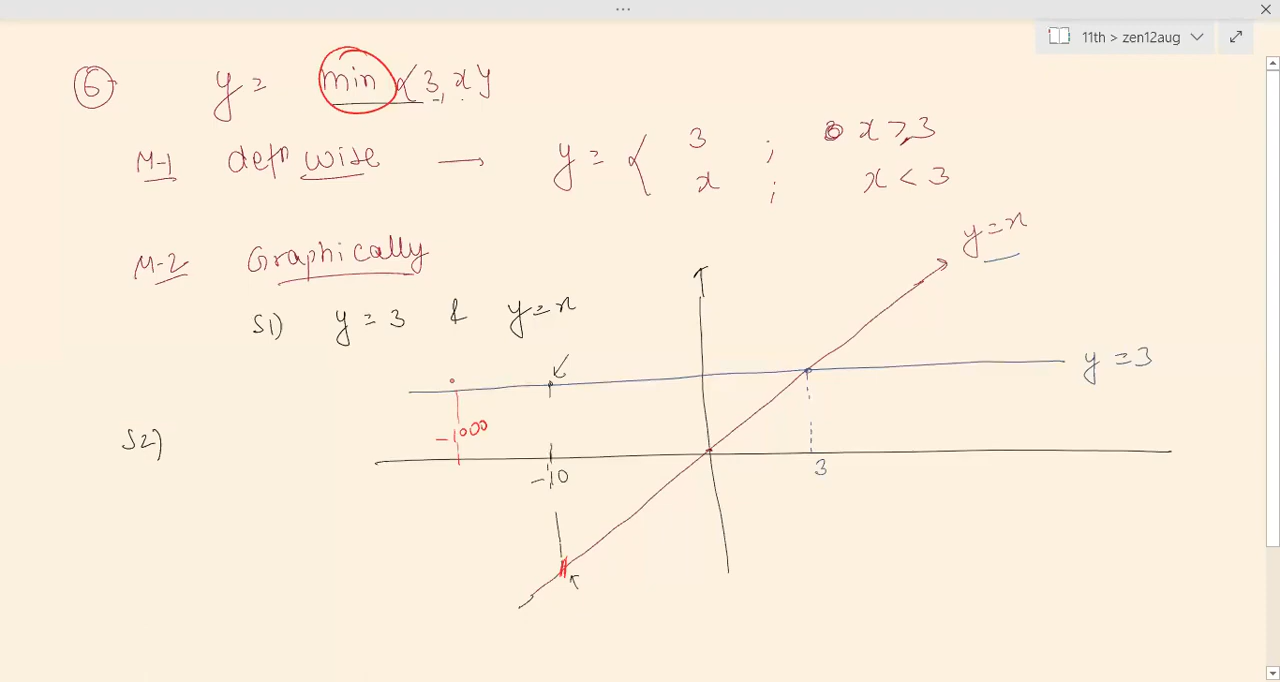 ...
11th > zen12aug
⑥ y = min {3, x}
M-1 defn wise → y = { 3 ; x ≥ 3
x ; x < 3
M-2 Graphically
y = x
S1) y = 3 & y = x
y = 3
-1000
S2)
-10
3